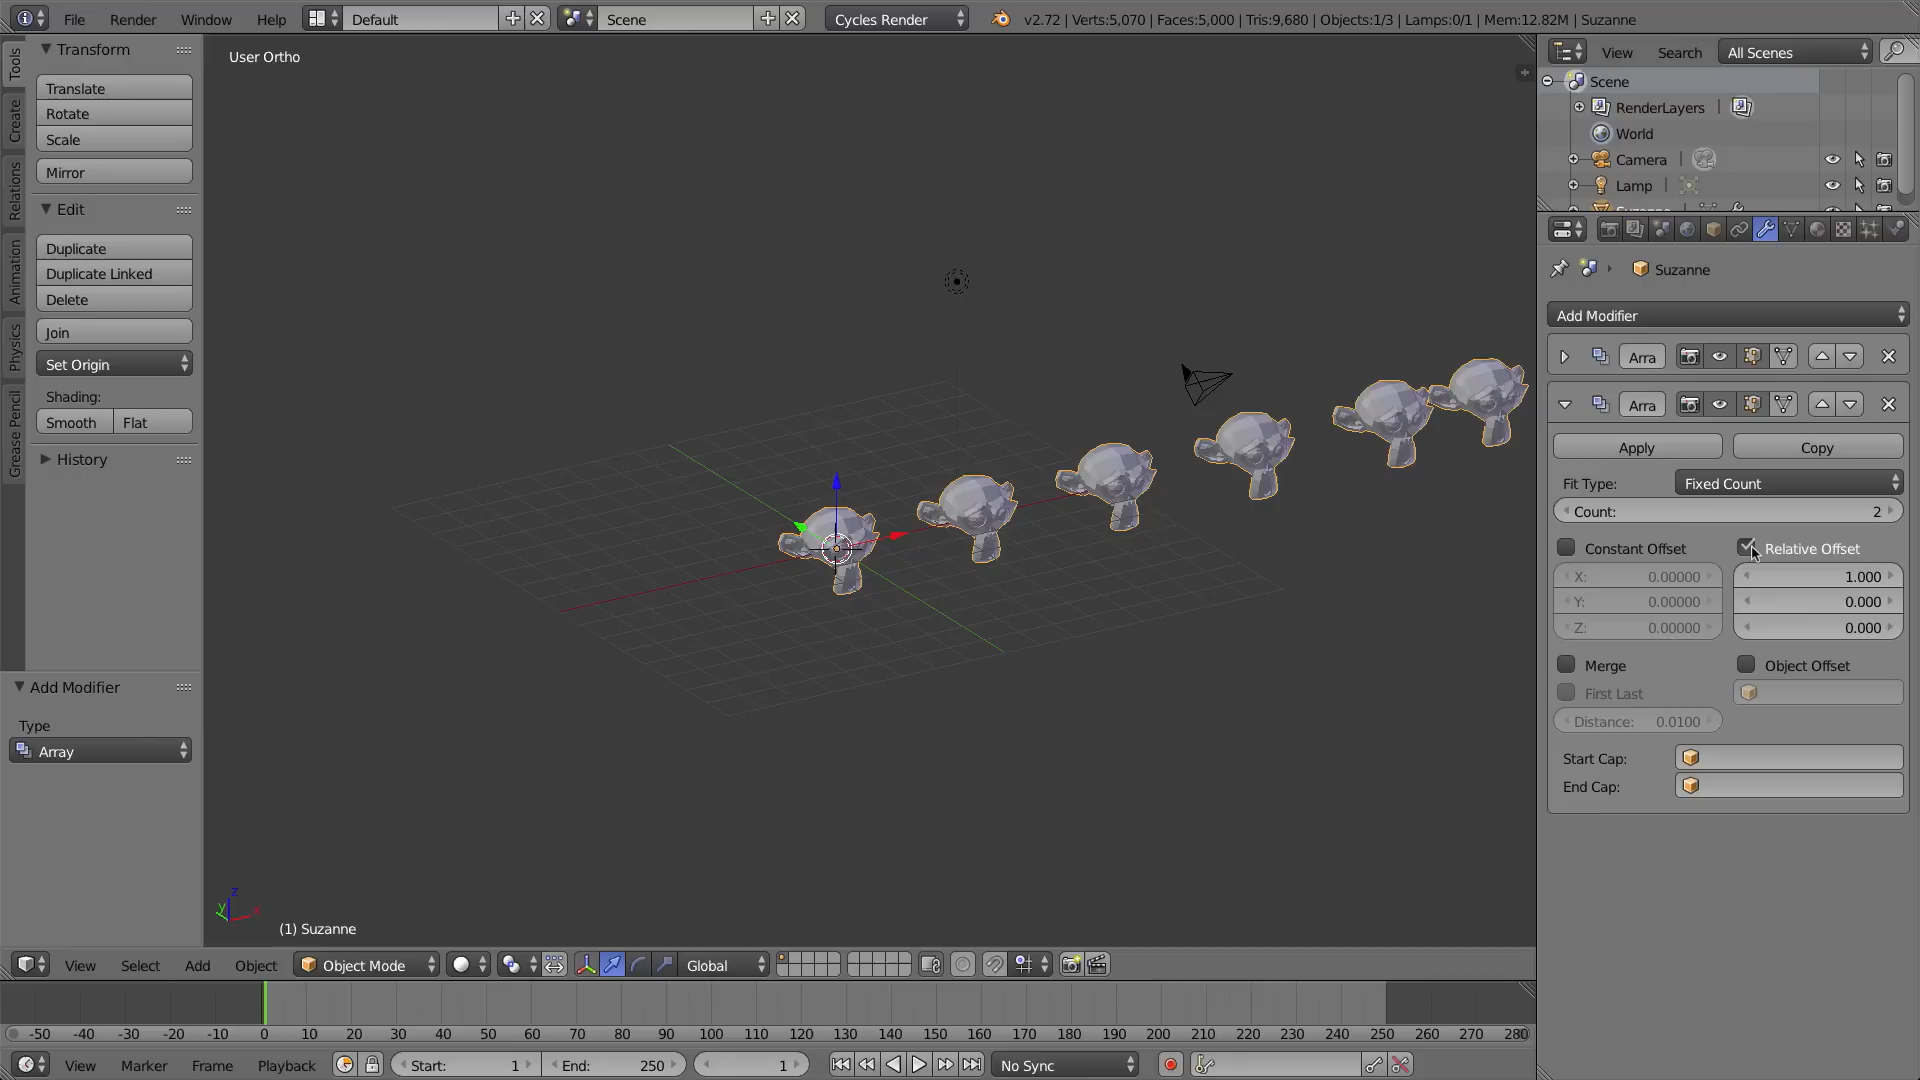 File Render Window Help Default Scene Cycles Render v2.72 | Verts:5,070 | Faces:5,000 | Tris:9,680 | Objects:1/3 | Lamps:0/1 | Mem:12.82M | Suzanne
Tools
Create
Relations
Animation
Physics
Grease Pencil
Transform
Translate
Rotate
Scale
Mirror
Edit
Duplicate
Duplicate Linked
Delete
Join
Set Origin
Shading:
Smooth Flat
History
Add Modifier
Type
Array
User Ortho
z
y x
(1) Suzanne
View Search All Scenes
Scene
RenderLayers
World
Camera
Lamp
Suzanne
Add Modifier
Arra
Arra
Apply Copy
Fit Type: Fixed Count
Count: 2
Constant Offset Relative Offset
X: 0.00000 1.000
Y: 0.00000 0.000
Z: 0.00000 0.000
Merge Object Offset
First Last
Distance: 0.0100
Start Cap:
End Cap:
View Select Add Object Object Mode Global
-50 -40 -30 -20 -10 0 10 20 30 40 50 60 70 80 90 100 110 120 130 140 150 160 170 180 190 200 210 220 230 240 250 260 270 280
View Marker Frame Playback Start: 1 End: 250 1 No Sync